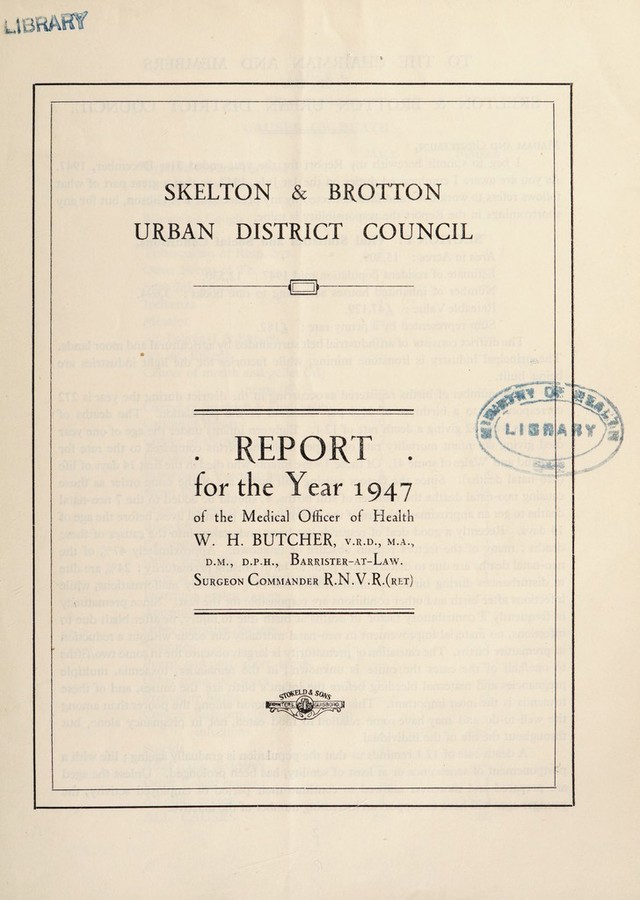 LIBRARY
SKELTON & BROTTON
URBAN DISTRICT COUNCIL
. REPORT .
for the Year 1947
of the Medical Officer of Health
W. H. BUTCHER, V.R.D., M.A.,
D.M., D.P.H., BARRISTER-AT-LAW.
SURGEON COMMANDER R.N.V.R.(RET)
MINISTRY OF HEALTH
LIBRARY
STOKELD & SONS